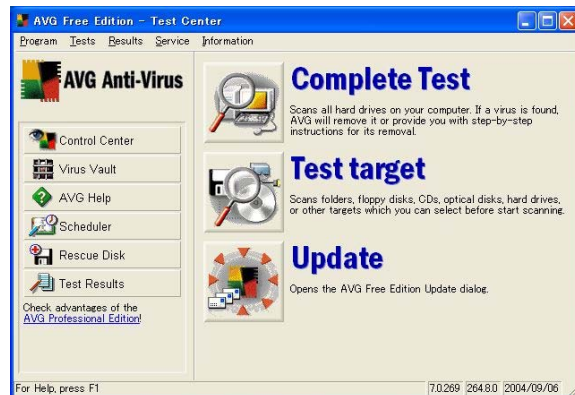 AVG Free Edition - Test Center
Program Tests Results Service Information
AVG Anti-Virus
Control Center
Virus Vault
AVG Help
Scheduler
Rescue Disk
Test Results
Check advantages of the
AVG Professional Edition!
Complete Test
Scans all hard drives on your computer. If a virus is found,
AVG will remove it or provide you with step-by-step
instructions for its removal.
Test target
Scans folders, floppy disks, CDs, optical disks, hard drives,
or other targets which you can select before start scanning.
Update
Opens the AVG Free Edition Update dialog.
For Help, press F1
7.0.269 264.8.0 2004/09/06